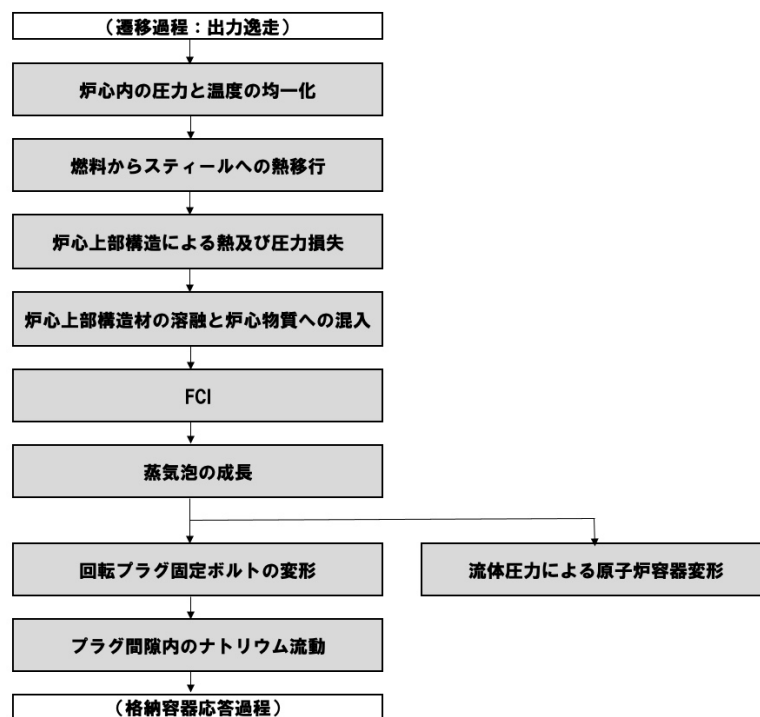 （遷移過程：出力逸走）
炉心内の圧力と温度の均一化
燃料からスティールへの熱移行
炉心上部構造による熱及び圧力損失
炉心上部構造材の溶融と炉心物質への混入
FCI
蒸気泡の成長
回転プラグ固定ボルトの変形
流体圧力による原子炉容器変形
プラグ間隙内のナトリウム流動
（格納容器応答過程）